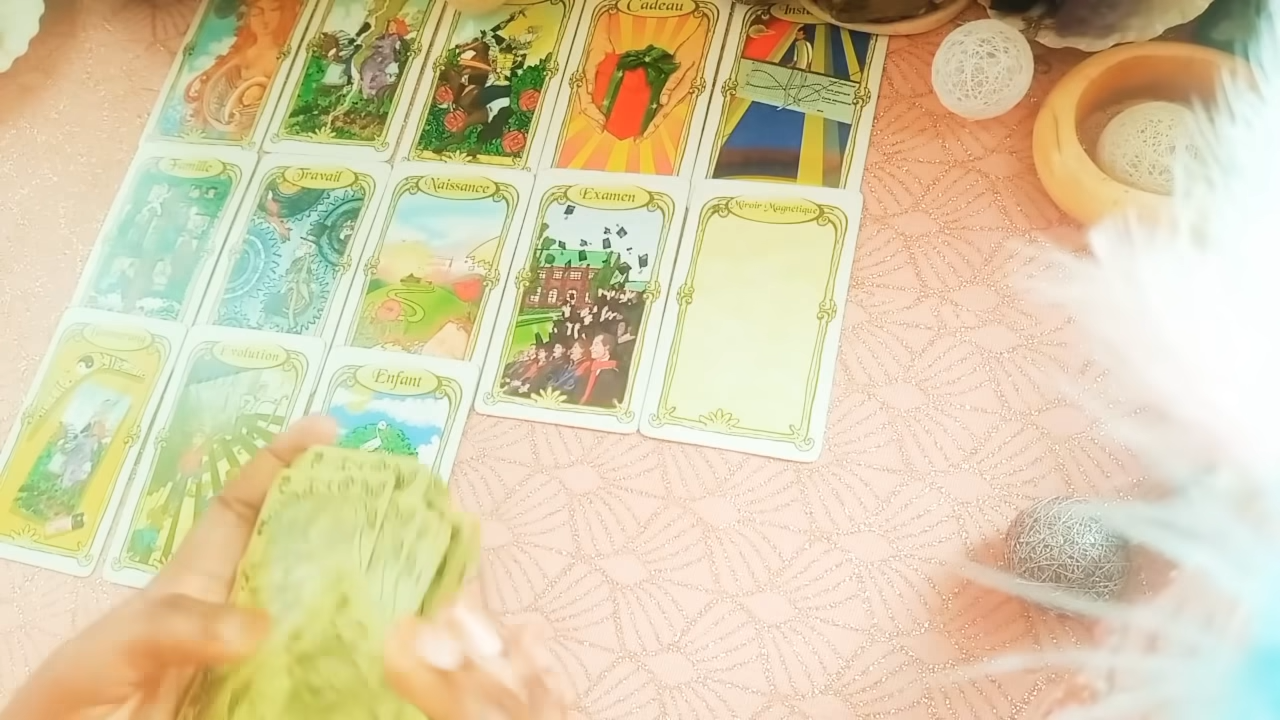 Cadeau
Famille
Travail
Naissance
Examen
Miroir Magnétique
Evolution
Enfant